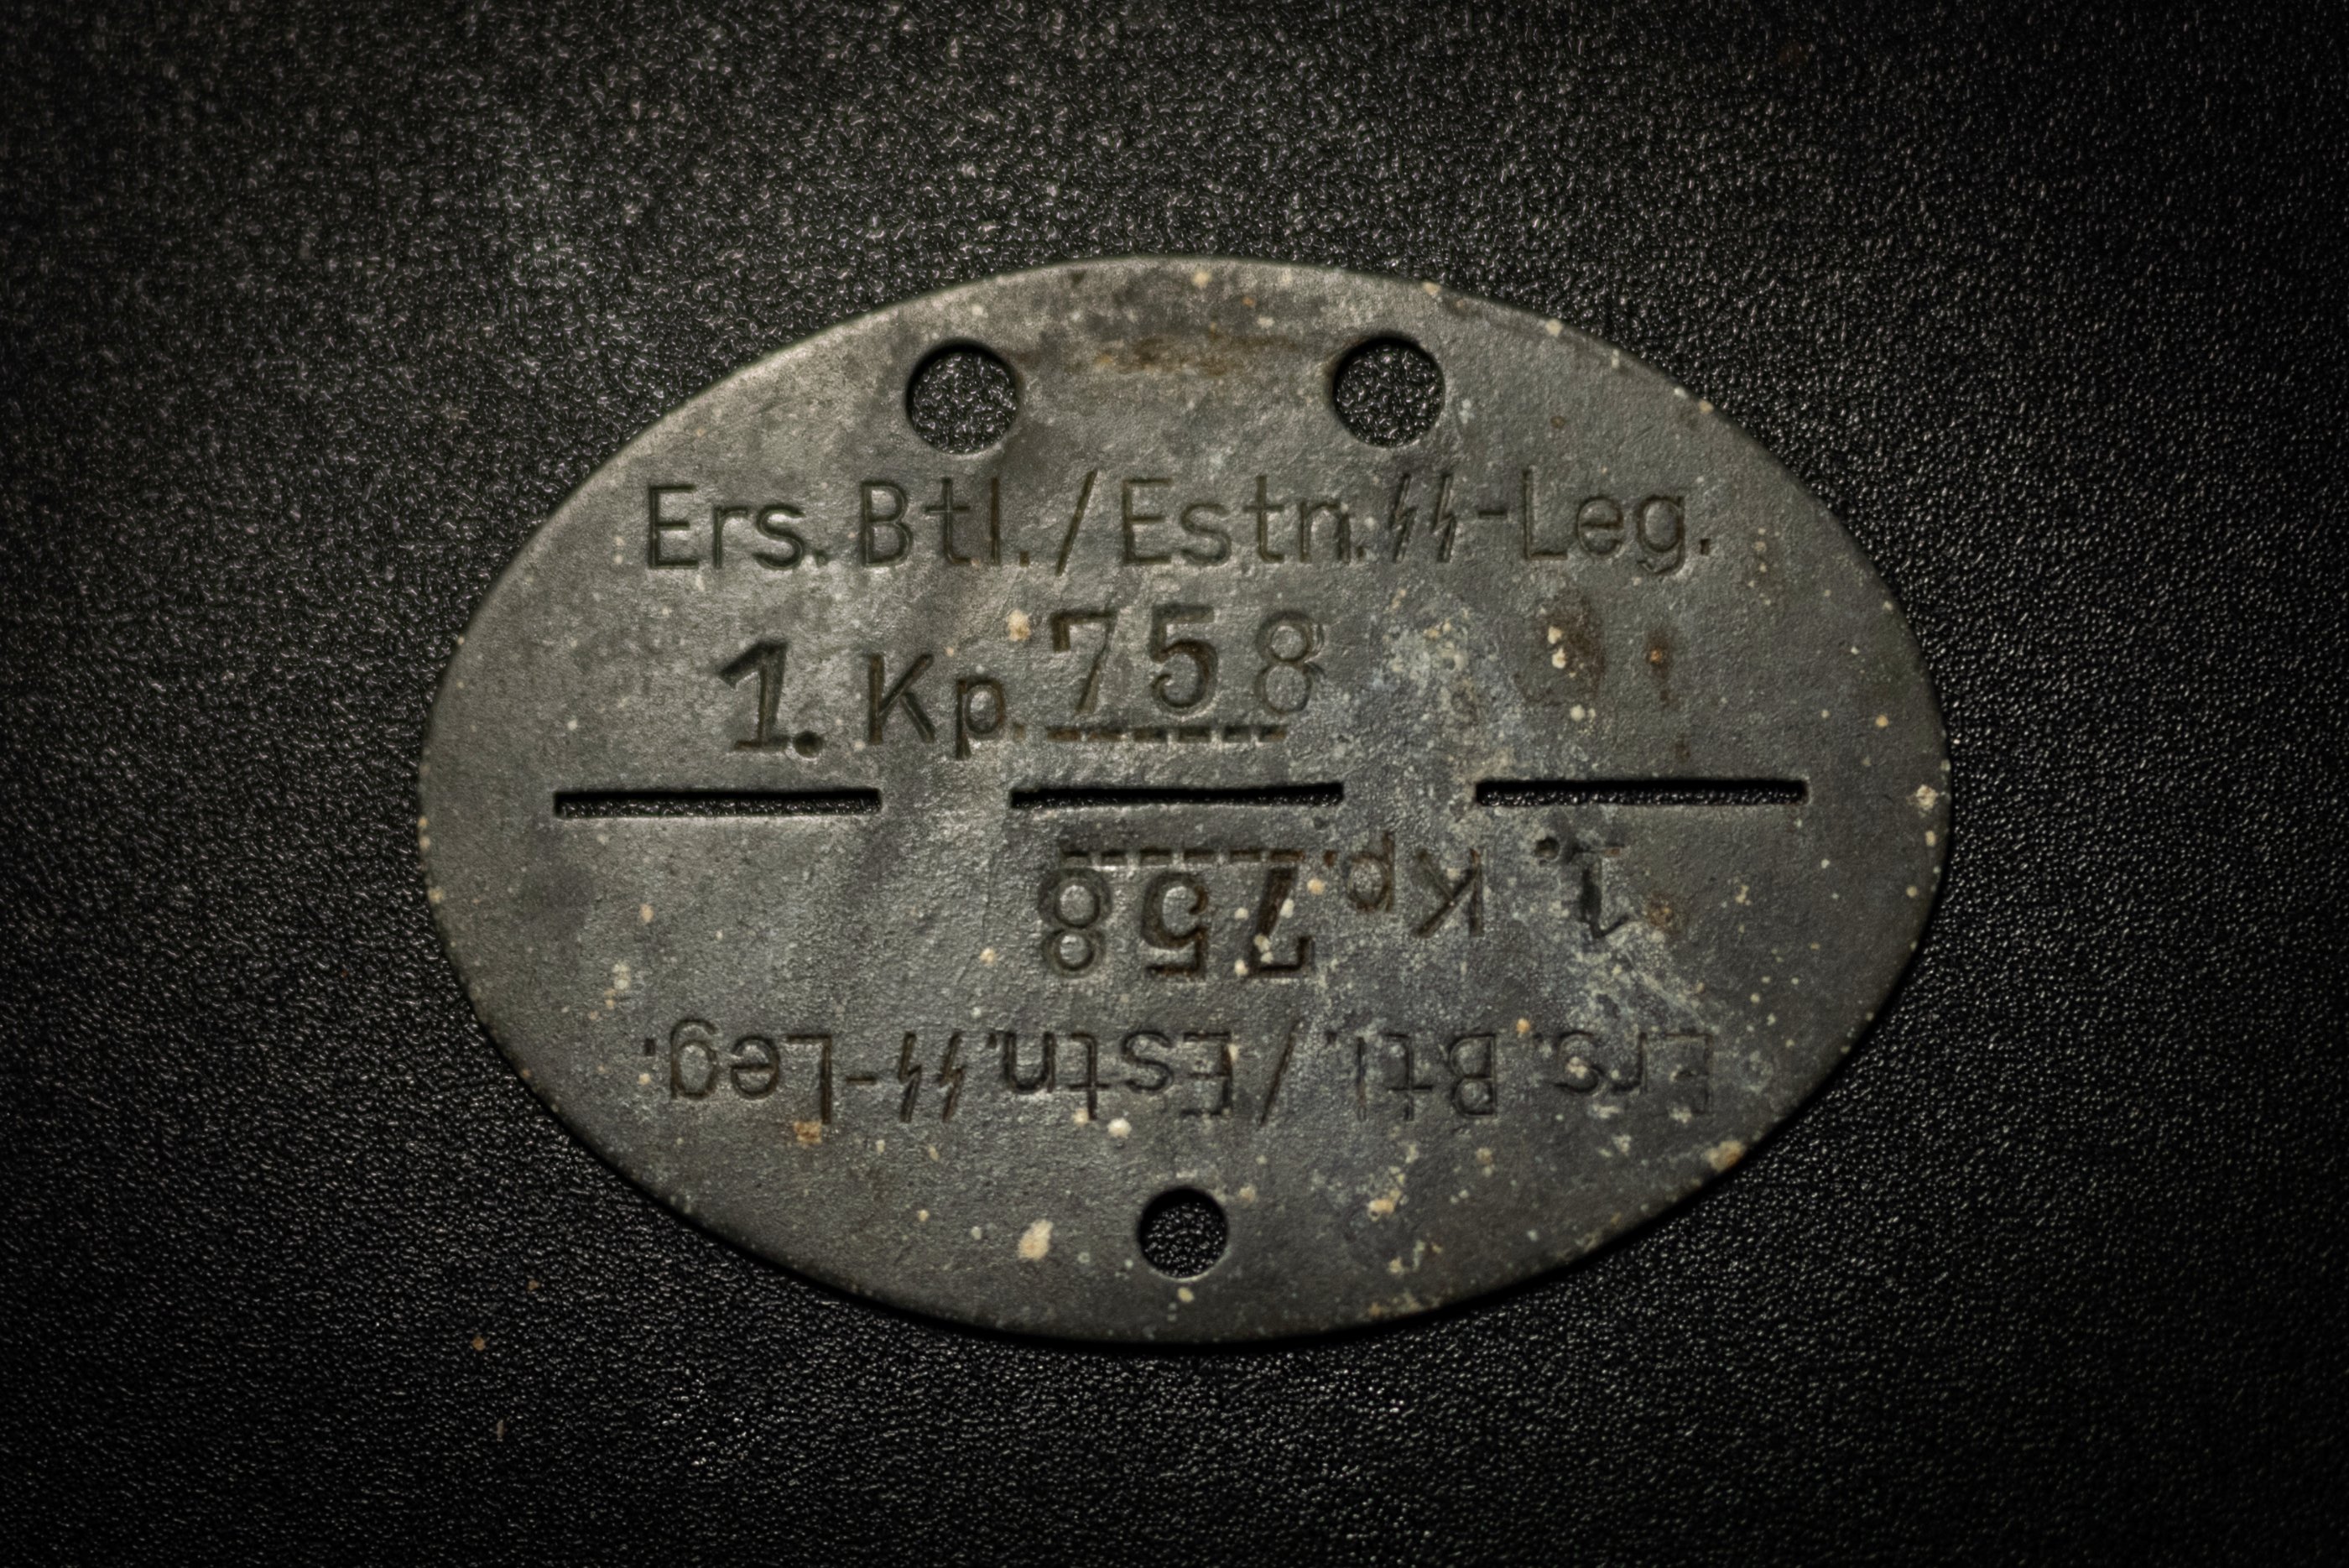 Ers. Btl./Estn.ᛋᛋ-Leg.
1. Kp. 758
1. Kp. 758
Ers. Btl./Estn.ᛋᛋ-Leg.